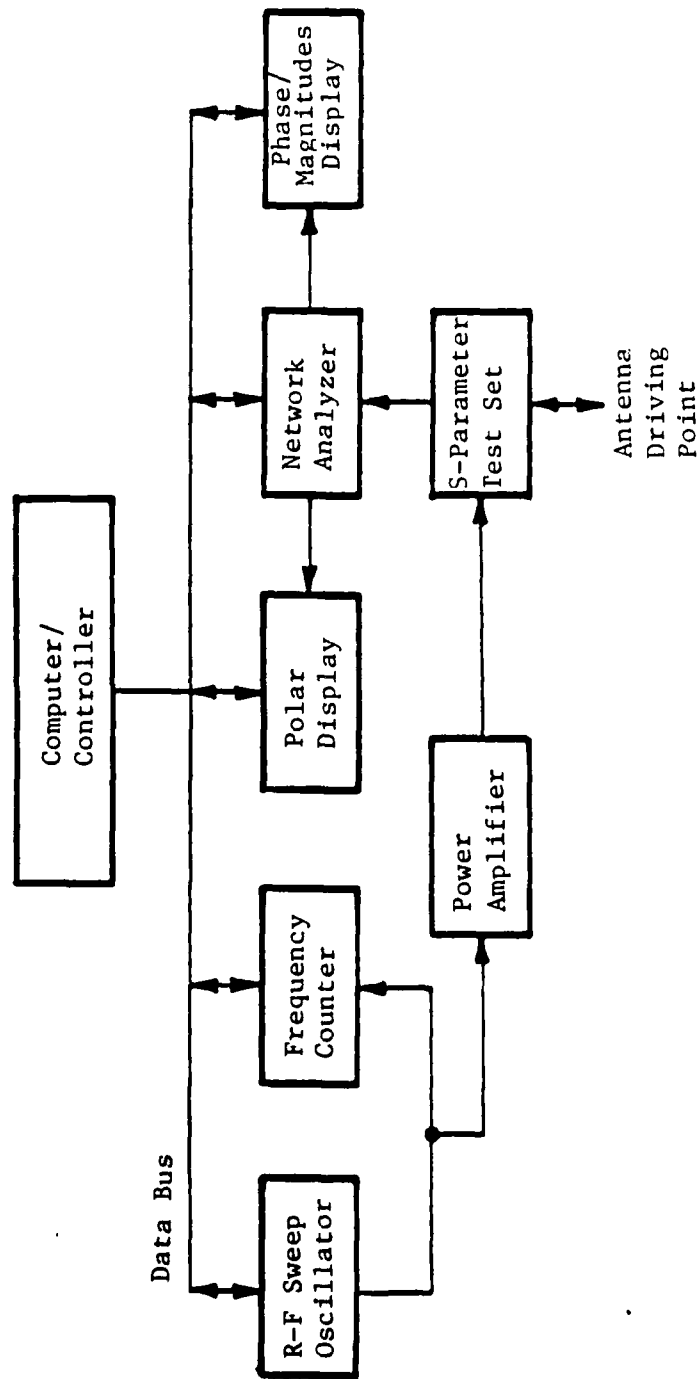 Computer/
Controller
Data Bus
R-F Sweep
Oscillator
Frequency
Counter
Polar
Display
Network
Analyzer
Phase/
Magnitudes
Display
Power
Amplifier
S-Parameter
Test Set
Antenna
Driving
Point